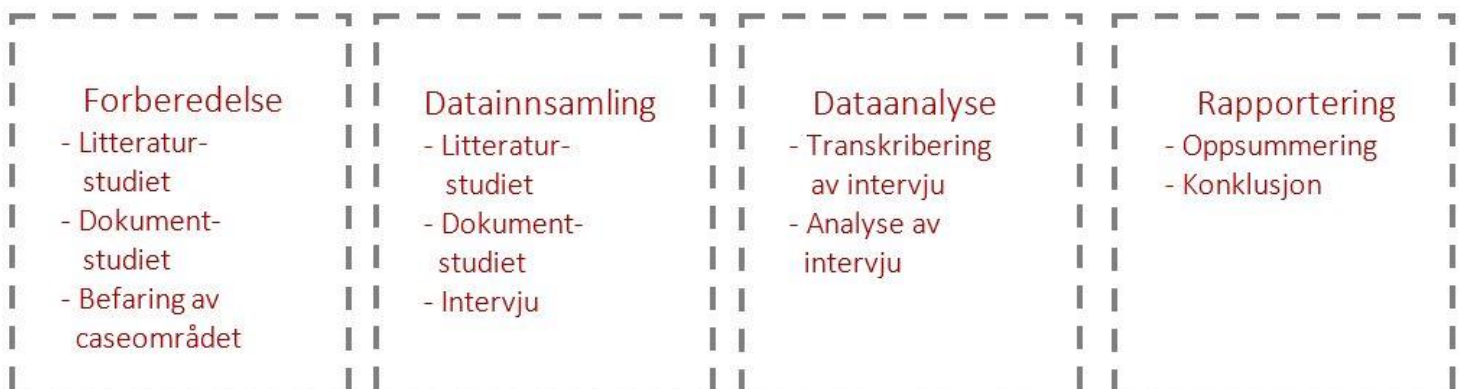 Forberedelse
- Litteratur-
studiet
- Dokument-
studiet
- Befaring av
caseområdet
Datainnsamling
- Litteratur-
studiet
- Dokument-
studiet
- Intervju
Dataanalyse
- Transkribering
av intervju
- Analyse av
intervju
Rapportering
- Oppsummering
- Konklusjon